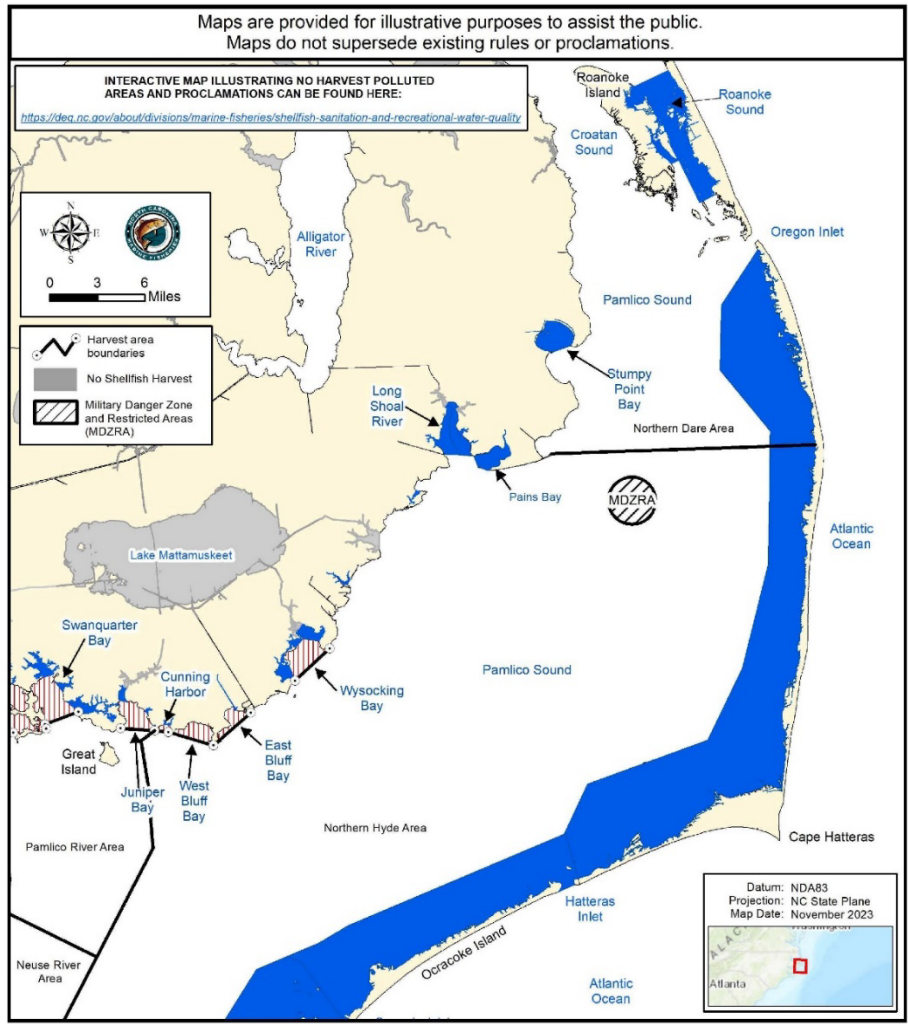 Maps are provided for illustrative purposes to assist the public.
Maps do not supersede existing rules or proclamations.
INTERACTIVE MAP ILLUSTRATING NO HARVEST POLLUTED
AREAS AND PROCLAMATIONS CAN BE FOUND HERE:
https://deq.nc.gov/about/divisions/marine-fisheries/shellfish-sanitation-and-recreational-water-quality
Roanoke
Island
Roanoke
Sound
Croatan
Sound
N
W E
S
NORTH CAROLINA
MARINE FISHERIES
0 3 6
Miles
Alligator
River
Oregon Inlet
Pamlico Sound
Harvest area
boundaries
No Shellfish Harvest
Military Danger Zone
and Restricted Areas
(MDZRA)
Stumpy
Point
Bay
Long
Shoal
River
Northern Dare Area
Pains Bay
MDZRA
Atlantic
Ocean
Lake Mattamuskeet
Swanquarter
Bay
Cunning
Harbor
Pamlico Sound
Wysocking
Bay
East
Bluff
Bay
Great
Island
Juniper
Bay
West
Bluff
Bay
Northern Hyde Area
Pamlico River Area
Cape Hatteras
Hatteras
Inlet
Ocracoke Island
Neuse River
Area
Atlantic
Ocean
Datum: NDA83
Projection: NC State Plane
Map Date: November 2023
Washington
Atlanta